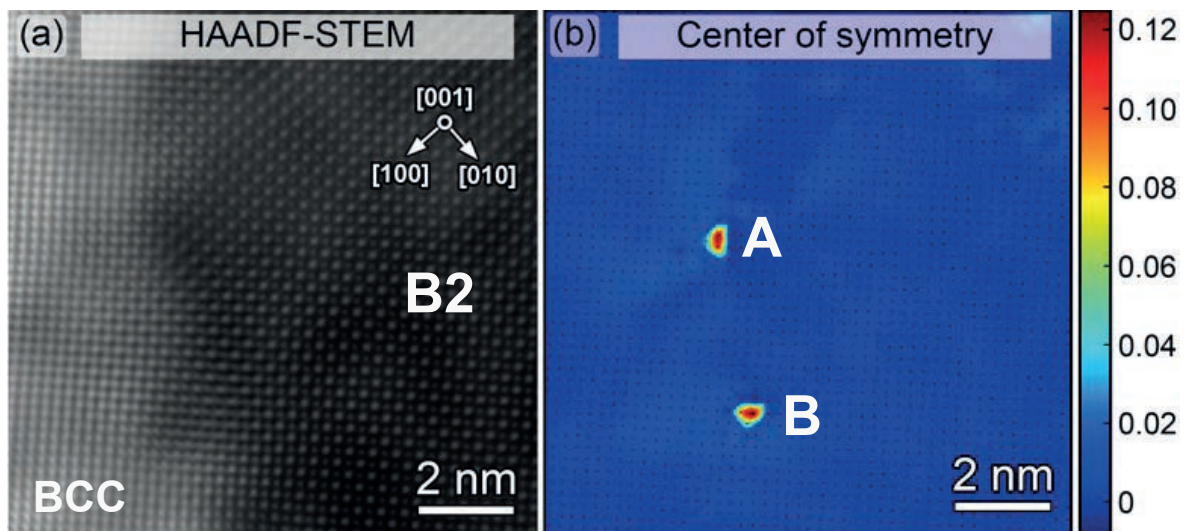 (a) HAADF-STEM
[001]
[100] [010]
B2
BCC
2 nm
(b) Center of symmetry
A
B
2 nm
0.12
0.10
0.08
0.06
0.04
0.02
0